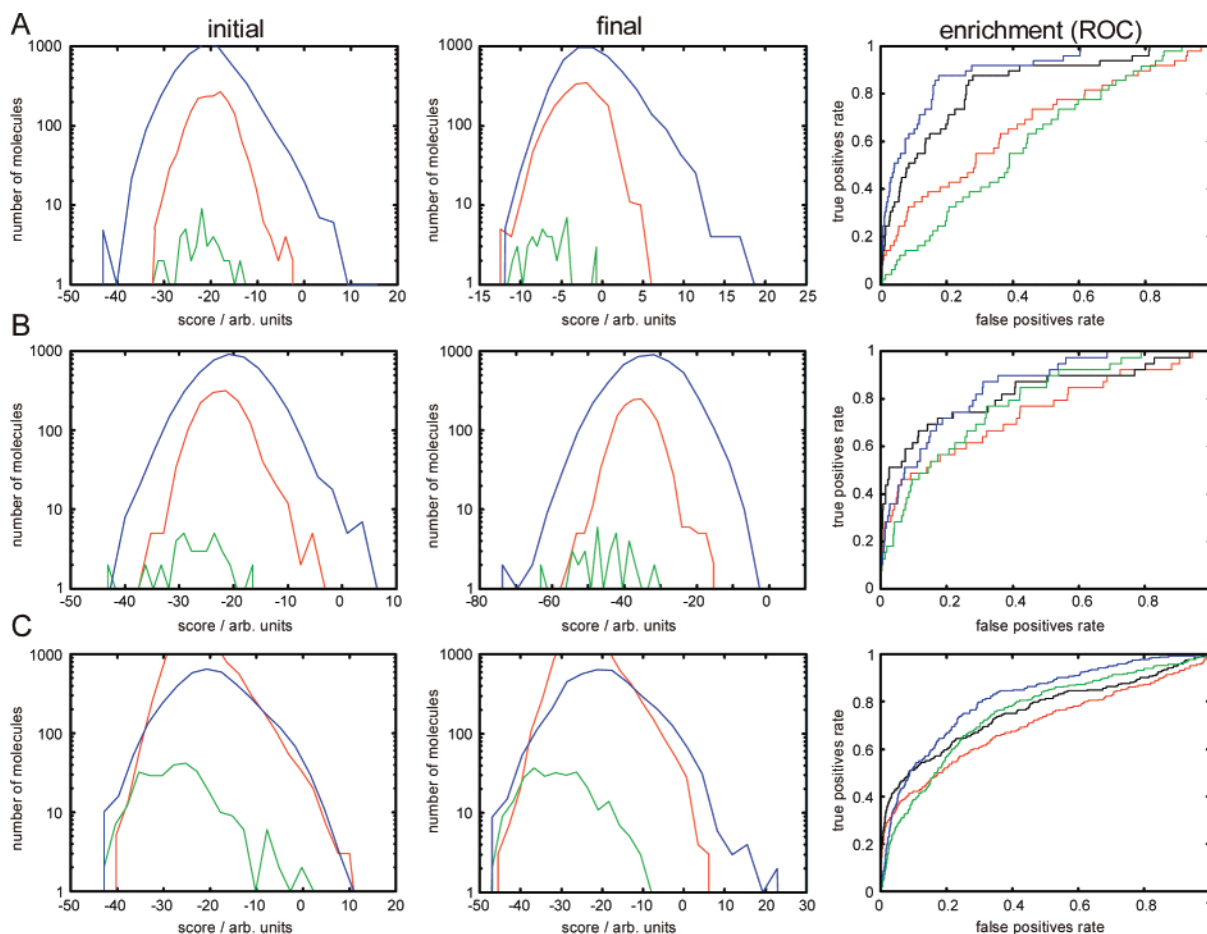 A
initial
final
enrichment (ROC)
number of molecules
1000
100
10
1
-50 -40 -30 -20 -10 0 10 20
score / arb. units
number of molecules
1000
100
10
1
-15 -10 -5 0 5 10 15 20 25
score / arb. units
true positives rate
1
0.8
0.6
0.4
0.2
0
0 0.2 0.4 0.6 0.8
false positives rate
B
number of molecules
1000
100
10
1
-50 -40 -30 -20 -10 0 10
score / arb. units
number of molecules
1000
100
10
1
-80 -60 -40 -20 0
score / arb. units
true positives rate
1
0.8
0.6
0.4
0.2
0
0 0.2 0.4 0.6 0.8
false positives rate
C
number of molecules
1000
100
10
1
-50 -40 -30 -20 -10 0 10 20
score / arb. units
number of molecules
1000
100
10
1
-50 -40 -30 -20 -10 0 10 20 30
score / arb. units
true positives rate
1
0.8
0.6
0.4
0.2
0
0 0.2 0.4 0.6 0.8
false positives rate